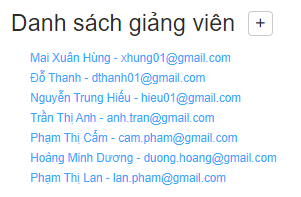 Danh sách giảng viên +
Mai Xuân Hùng - xhung01@gmail.com
Đỗ Thanh - dthanh01@gmail.com
Nguyễn Trung Hiếu - hieu01@gmail.com
Trần Thị Anh - anh.tran@gmail.com
Phạm Thị Cẩm - cam.pham@gmail.com
Hoàng Minh Dương - duong.hoang@gmail.com
Phạm Thị Lan - lan.pham@gmail.com